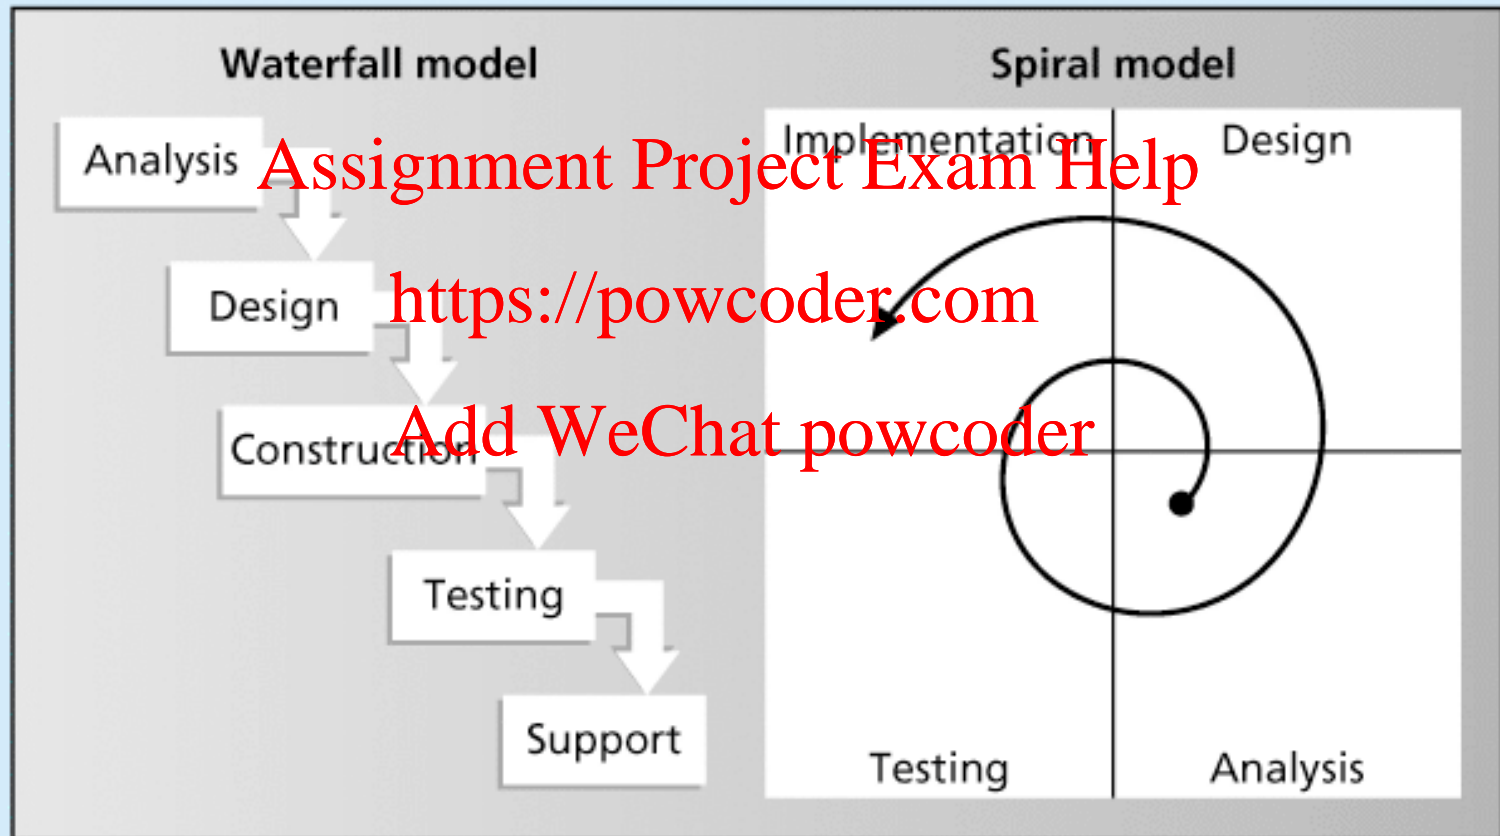 Waterfall model
Analysis
Design
Construction
Testing
Support
Spiral model
Implementation
Design
Testing
Analysis
Assignment Project Exam Help
https://powcoder.com
Add WeChat powcoder